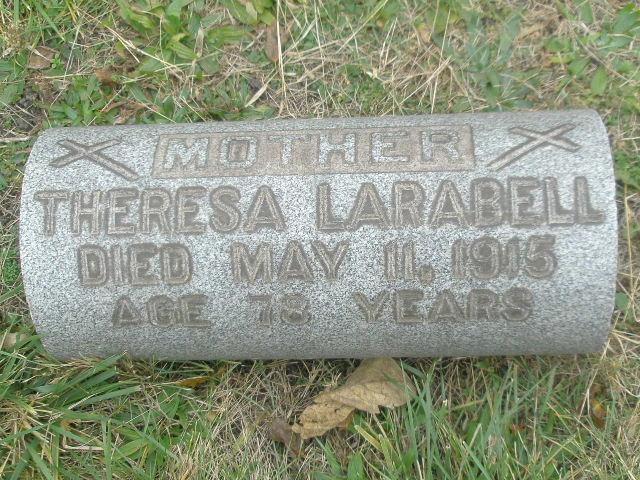 MOTHER
THERESA LARABELL
DIED MAY 11, 1915
AGE 78 YEARS